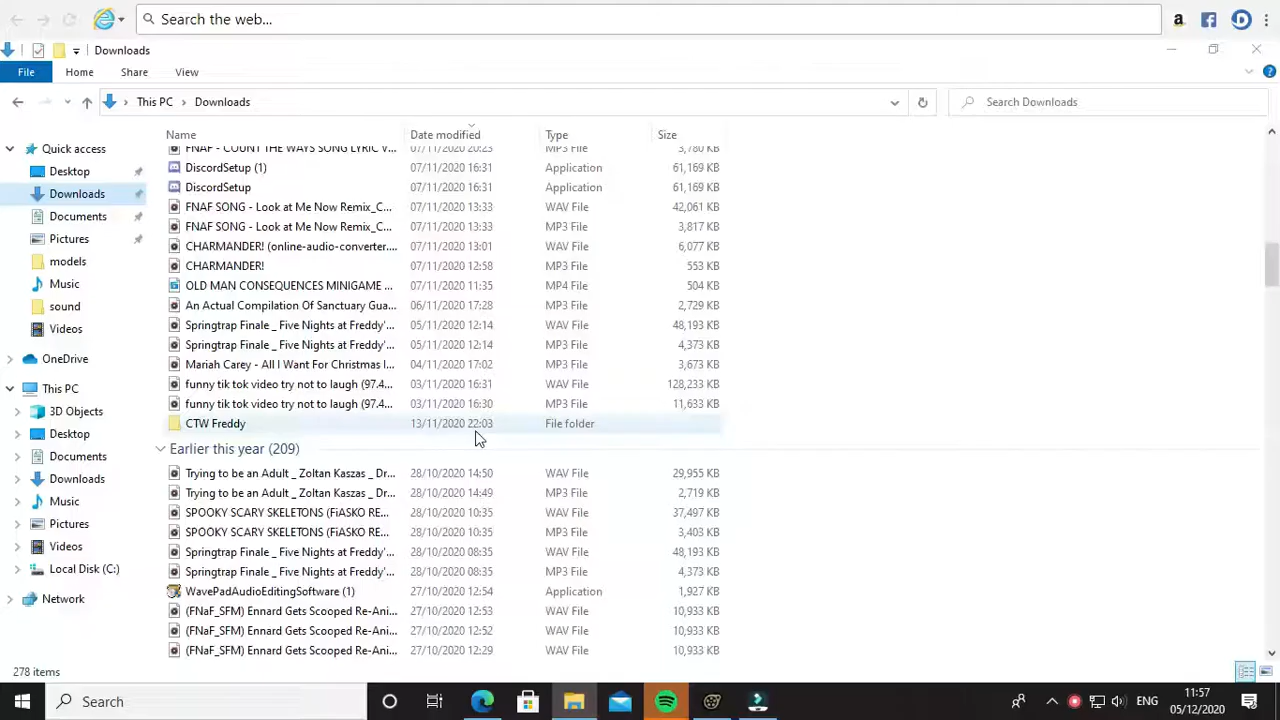 Search the web...
Downloads
File Home Share View
This PC Downloads Search Downloads
Name Date modified Type Size
Quick access
Desktop
Downloads
Documents
Pictures
models
Music
sound
Videos
OneDrive
This PC
3D Objects
Desktop
Documents
Downloads
Music
Pictures
Videos
Local Disk (C:)
Network
FNAF - COUNT THE WAYS SONG LYRIC V... 07/11/2020 20:23 MP3 File 3,780 KB
DiscordSetup (1) 07/11/2020 16:31 Application 61,169 KB
DiscordSetup 07/11/2020 16:31 Application 61,169 KB
FNAF SONG - Look at Me Now Remix_C... 07/11/2020 13:33 WAV File 42,061 KB
FNAF SONG - Look at Me Now Remix_C... 07/11/2020 13:33 MP3 File 3,817 KB
CHARMANDER! (online-audio-converter.... 07/11/2020 13:01 WAV File 6,077 KB
CHARMANDER! 07/11/2020 12:58 MP3 File 553 KB
OLD MAN CONSEQUENCES MINIGAME ... 07/11/2020 11:35 MP4 File 504 KB
An Actual Compilation Of Sanctuary Gua... 06/11/2020 17:28 MP3 File 2,729 KB
Springtrap Finale _ Five Nights at Freddy'... 05/11/2020 12:14 WAV File 48,193 KB
Springtrap Finale _ Five Nights at Freddy'... 05/11/2020 12:14 MP3 File 4,373 KB
Mariah Carey - All I Want For Christmas I... 04/11/2020 17:02 MP3 File 3,673 KB
funny tik tok video try not to laugh (97.4... 03/11/2020 16:31 WAV File 128,233 KB
funny tik tok video try not to laugh (97.4... 03/11/2020 16:30 MP3 File 11,633 KB
CTW Freddy 13/11/2020 22:03 File folder
Earlier this year (209)
Trying to be an Adult _ Zoltan Kaszas _ Dr... 28/10/2020 14:50 WAV File 29,955 KB
Trying to be an Adult _ Zoltan Kaszas _ Dr... 28/10/2020 14:49 MP3 File 2,719 KB
SPOOKY SCARY SKELETONS (FiASKO RE... 28/10/2020 10:35 WAV File 37,497 KB
SPOOKY SCARY SKELETONS (FiASKO RE... 28/10/2020 10:35 MP3 File 3,403 KB
Springtrap Finale _ Five Nights at Freddy'... 28/10/2020 08:35 WAV File 48,193 KB
Springtrap Finale _ Five Nights at Freddy'... 28/10/2020 08:35 MP3 File 4,373 KB
WavePadAudioEditingSoftware (1) 27/10/2020 12:54 Application 1,927 KB
(FNaF_SFM) Ennard Gets Scooped Re-Ani... 27/10/2020 12:53 WAV File 10,933 KB
(FNaF_SFM) Ennard Gets Scooped Re-Ani... 27/10/2020 12:52 WAV File 10,933 KB
(FNaF_SFM) Ennard Gets Scooped Re-Ani... 27/10/2020 12:29 WAV File 10,933 KB
278 items
Search
ENG
11:57
05/12/2020